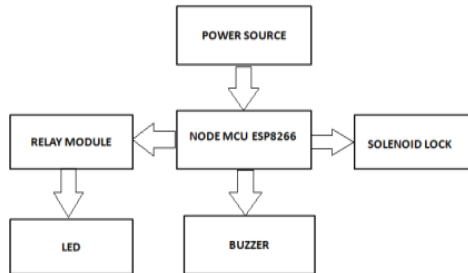 POWER SOURCE
RELAY MODULE
NODE MCU ESP8266
SOLENOID LOCK
LED
BUZZER